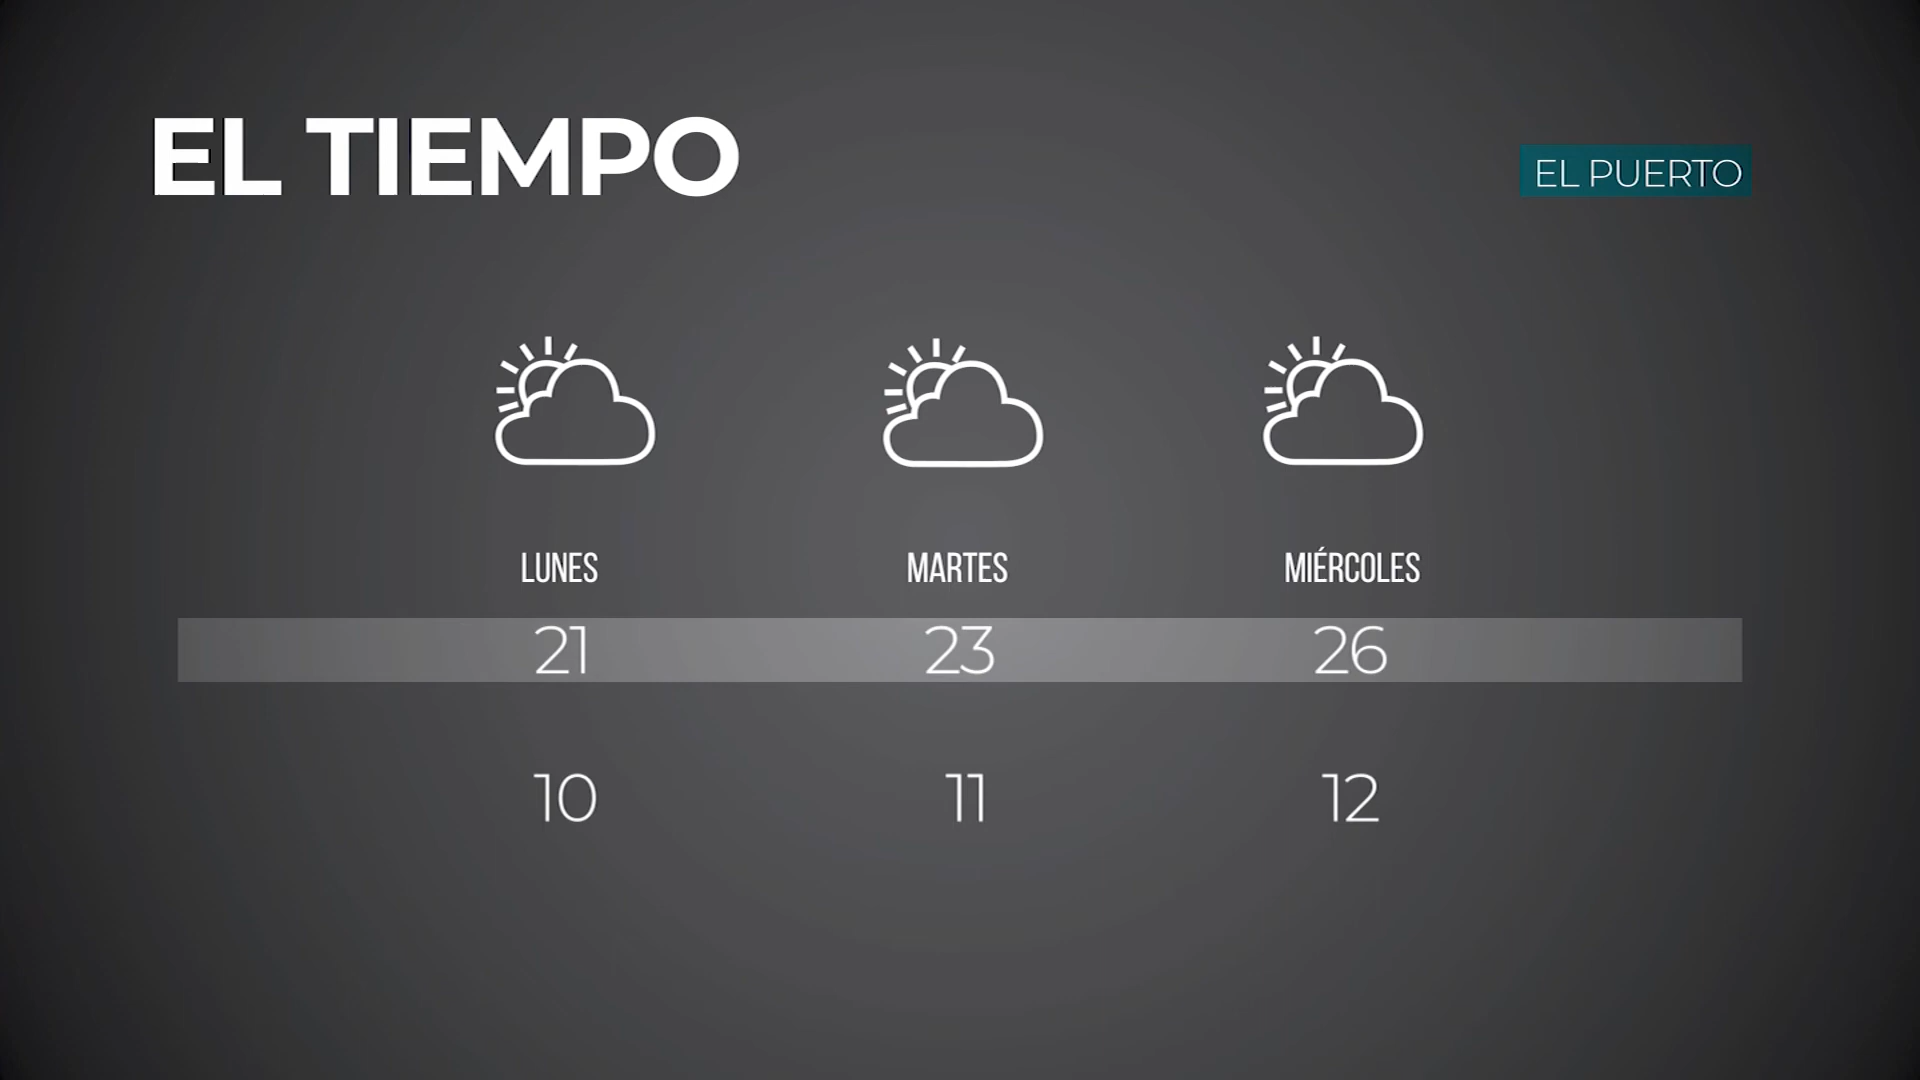 EL TIEMPO
EL PUERTO
LUNES MARTES MIÉRCOLES
21 23 26
10 11 12